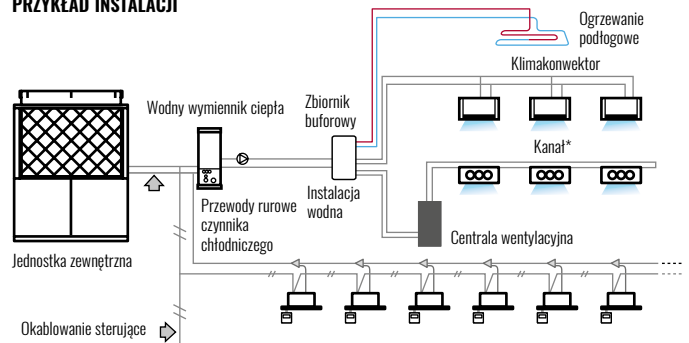 PRZYKŁAD INSTALACJI
Ogrzewanie
podłogowe
Klimakonwektor
Wodny wymiennik ciepła
Zbiornik
buforowy
Kanał*
Instalacja
wodna
Przewody rurowe
czynnika
chłodniczego
Centrala wentylacyjna
Jednostka zewnętrzna
Okablowanie sterujące